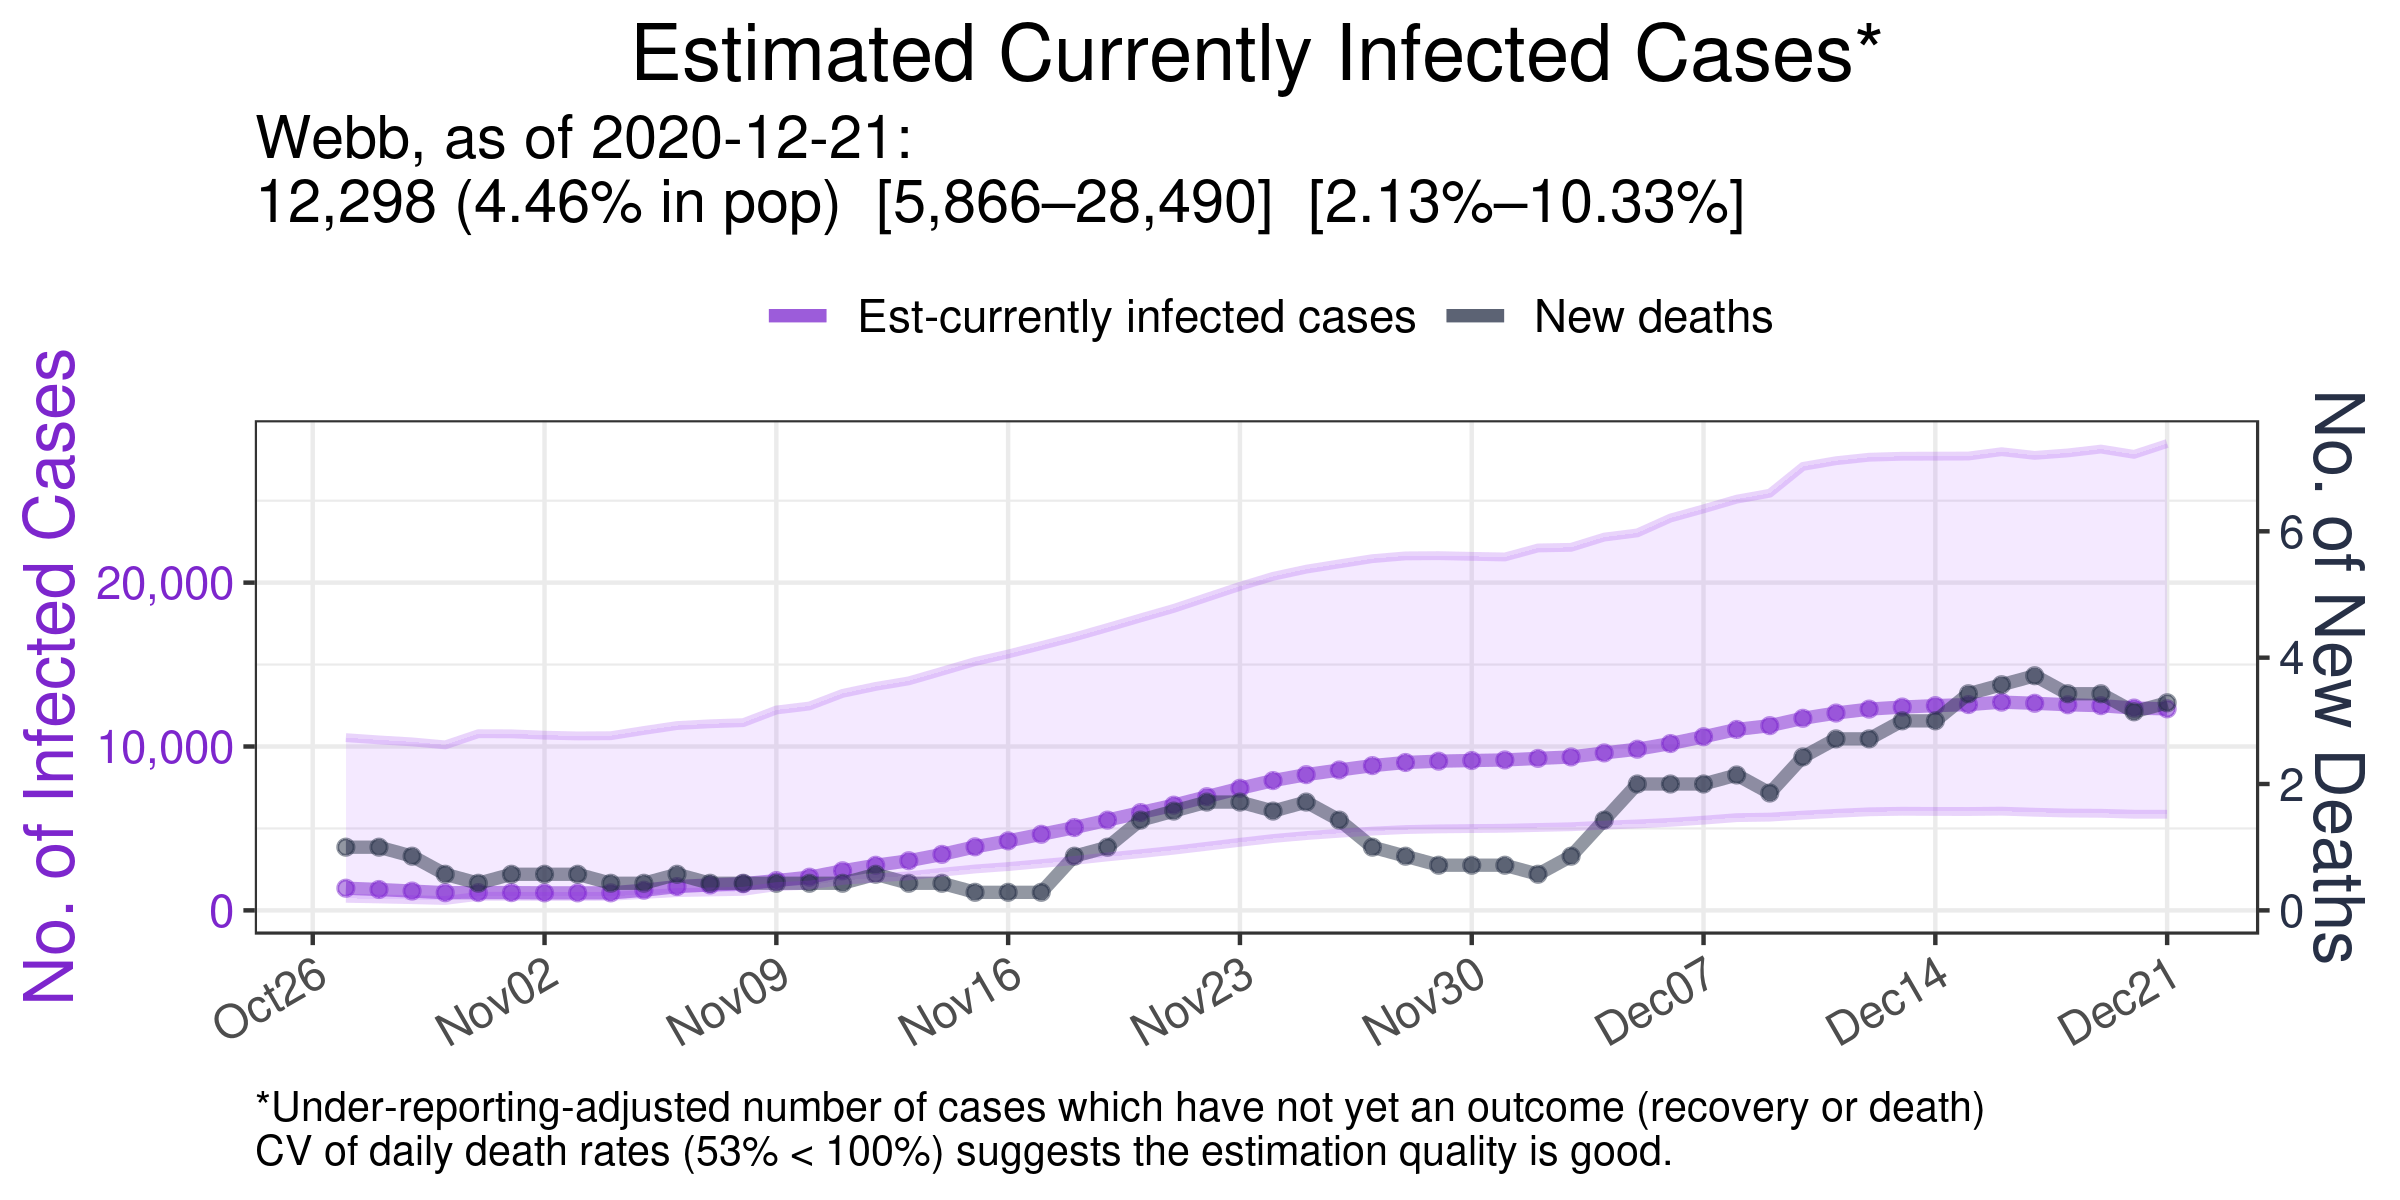 Estimated Currently Infected Cases*
Webb, as of 2020-12-21:
12,298 (4.46% in pop)  [5,866–28,490]  [2.13%–10.33%]
Est-currently infected cases
New deaths
No. of Infected Cases
20,000
10,000
0
No. of New Deaths
6
4
2
0
Oct26
Nov02
Nov09
Nov16
Nov23
Nov30
Dec07
Dec14
Dec21
*Under-reporting-adjusted number of cases which have not yet an outcome (recovery or death)
CV of daily death rates (53% < 100%) suggests the estimation quality is good.